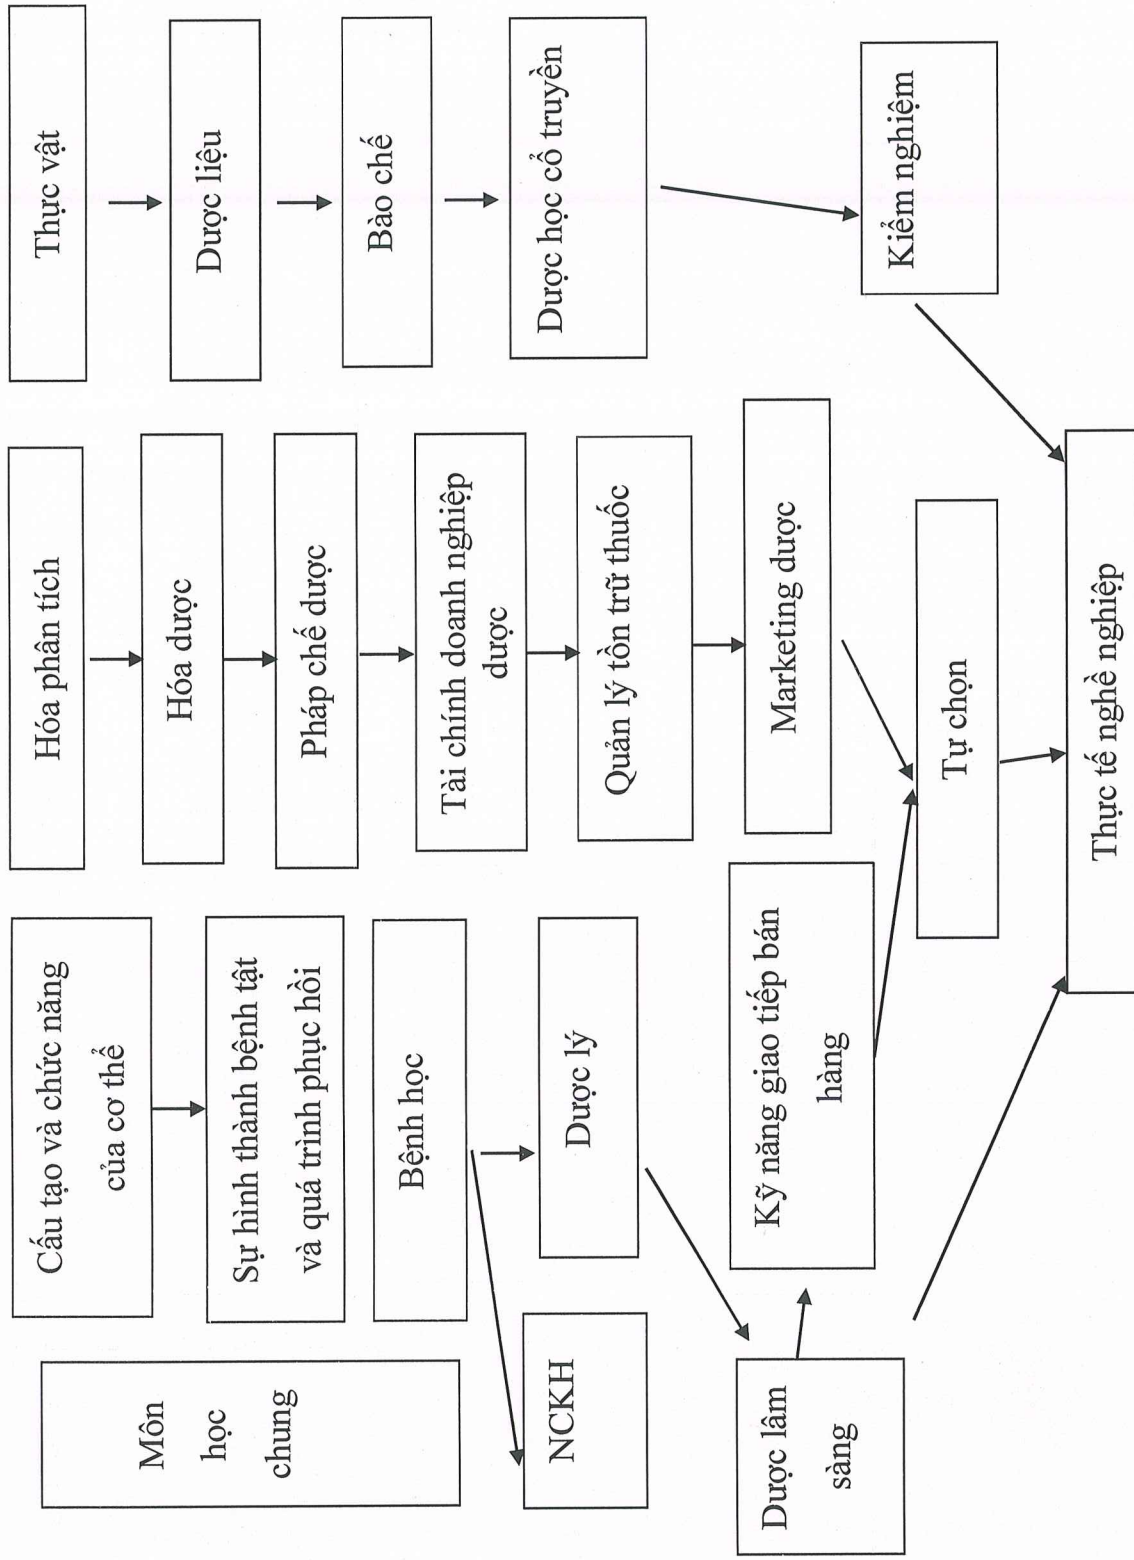 Môn
học
chung
Cấu tạo và chức năng
của cơ thể
Hóa phân tích
Thực vật
Sự hình thành bệnh tật
và quá trình phục hồi
Hóa dược
Dược liệu
Bệnh học
Pháp chế dược
Bào chế
Tài chính doanh nghiệp
dược
Dược học cổ truyền
NCKH
Dược lý
Quản lý tồn trữ thuốc
Dược lâm
sàng
Kỹ năng giao tiếp bán
hàng
Marketing dược
Kiểm nghiệm
Tự chọn
Thực tế nghề nghiệp